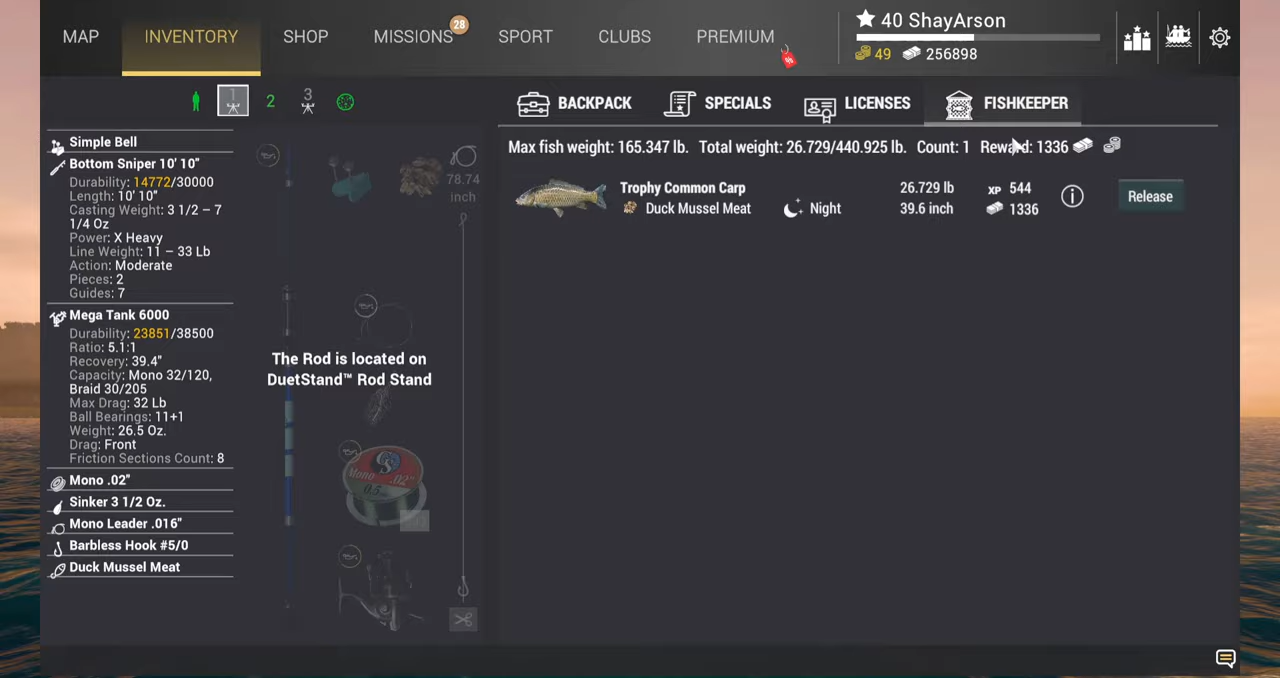 MAP
INVENTORY
SHOP
MISSIONS
28
SPORT
CLUBS
PREMIUM
40 ShayArson
49 256898
1
2
3
BACKPACK
SPECIALS
LICENSES
FISHKEEPER
Simple Bell
Bottom Sniper 10' 10"
Durability: 14772/30000
Length: 10' 10"
Casting Weight: 3 1/2 – 7
1/4 Oz
Power: X Heavy
Line Weight: 11 – 33 Lb
Action: Moderate
Pieces: 2
Guides: 7
Mega Tank 6000
Durability: 23851/38500
Ratio: 5.1:1
Recovery: 39.4"
Capacity: Mono 32/120,
Braid 30/205
Max Drag: 32 Lb
Ball Bearings: 11+1
Weight: 26.5 Oz.
Drag: Front
Friction Sections Count: 8
Mono .02"
Sinker 3 1/2 Oz.
Mono Leader .016"
Barbless Hook #5/0
Duck Mussel Meat
78.74
inch
The Rod is located on
DuetStand™ Rod Stand
Mono .02"
0.5
Max fish weight: 165.347 lb. Total weight: 26.729/440.925 lb. Count: 1 Reward: 1336
Trophy Common Carp
Duck Mussel Meat
Night
26.729 lb
39.6 inch
XP 544
1336
Release